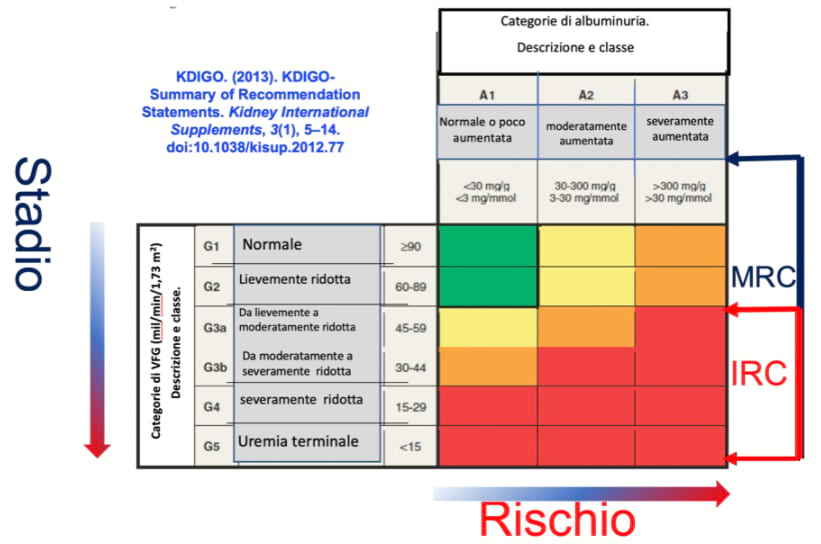 Categorie di albuminuria.
Descrizione e classe
KDIGO. (2013). KDIGO-
Summary of Recommendation
Statements. Kidney International
Supplements, 3(1), 5–14.
doi:10.1038/kisup.2012.77
A1 A2 A3
Normale o poco
aumentata
moderatamente
aumentata
severamente
aumentata
<30 mg/g
<3 mg/mmol
30-300 mg/g
3-30 mg/mmol
>300 mg/g
>30 mg/mmol
Stadio
Categorie di VFG (mil/min/1,73 m²)
Descrizione e classe.
G1 Normale ≥90
G2 Lievemente ridotta 60-89
G3a Da lievemente a
moderatamente ridotta 45-59
G3b Da moderatamente a
severamente ridotta 30-44
G4 severamente ridotta 15-29
G5 Uremia terminale <15
MRC
IRC
Rischio